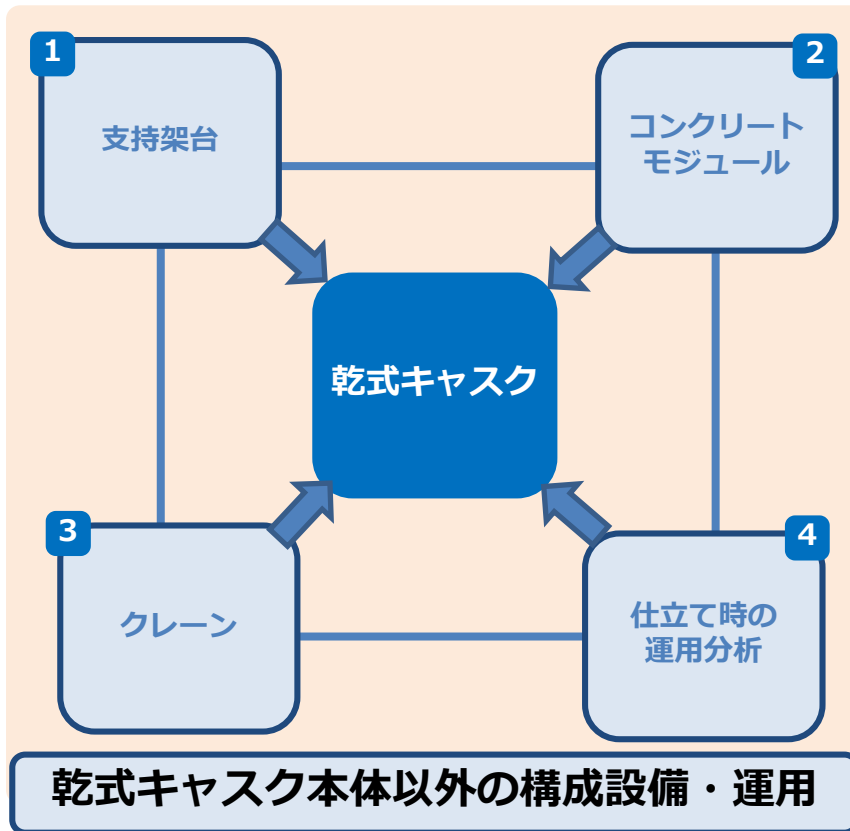 1
支持架台
2
コンクリート
モジュール
乾式キャスク
3
クレーン
4
仕立て時の
運用分析
乾式キャスク本体以外の構成設備・運用